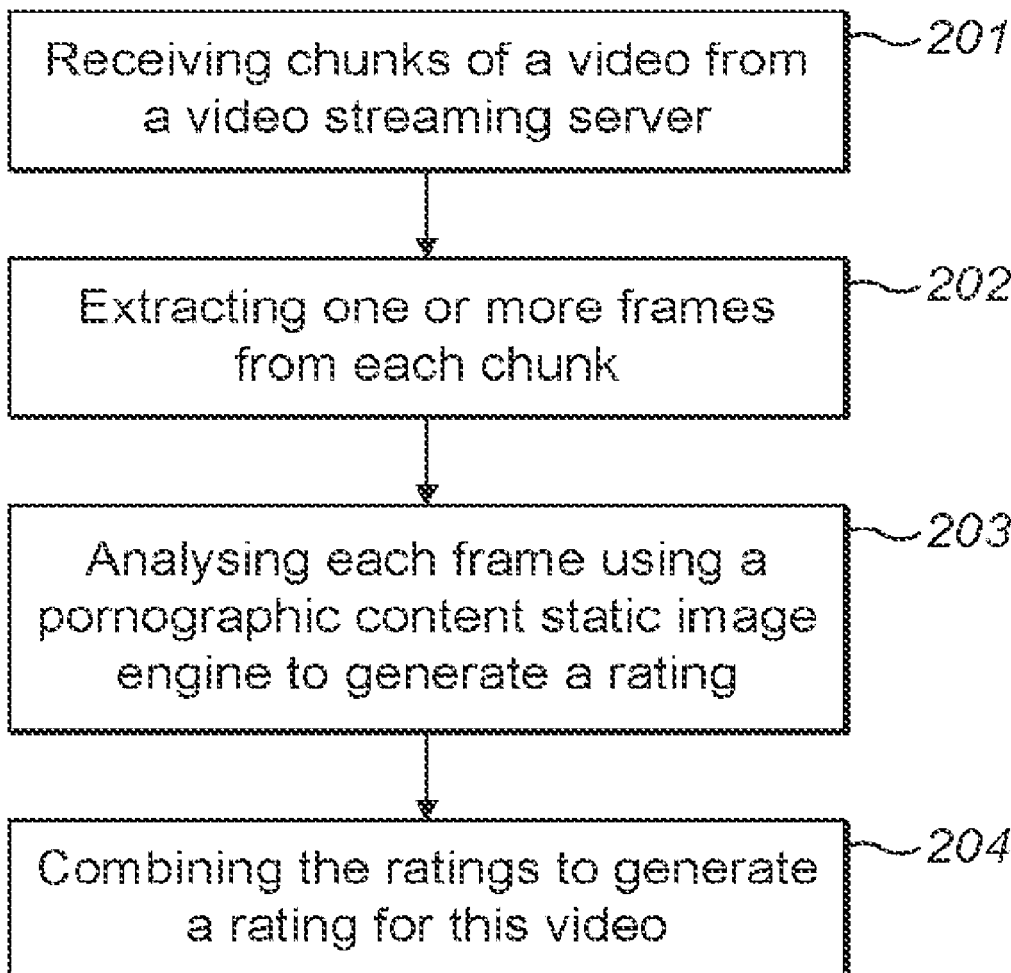 Receiving chunks of a video from
a video streaming server
201
Extracting one or more frames
from each chunk
202
Analysing each frame using a
pornographic content static image
engine to generate a rating
203
Combining the ratings to generate
a rating for this video
204